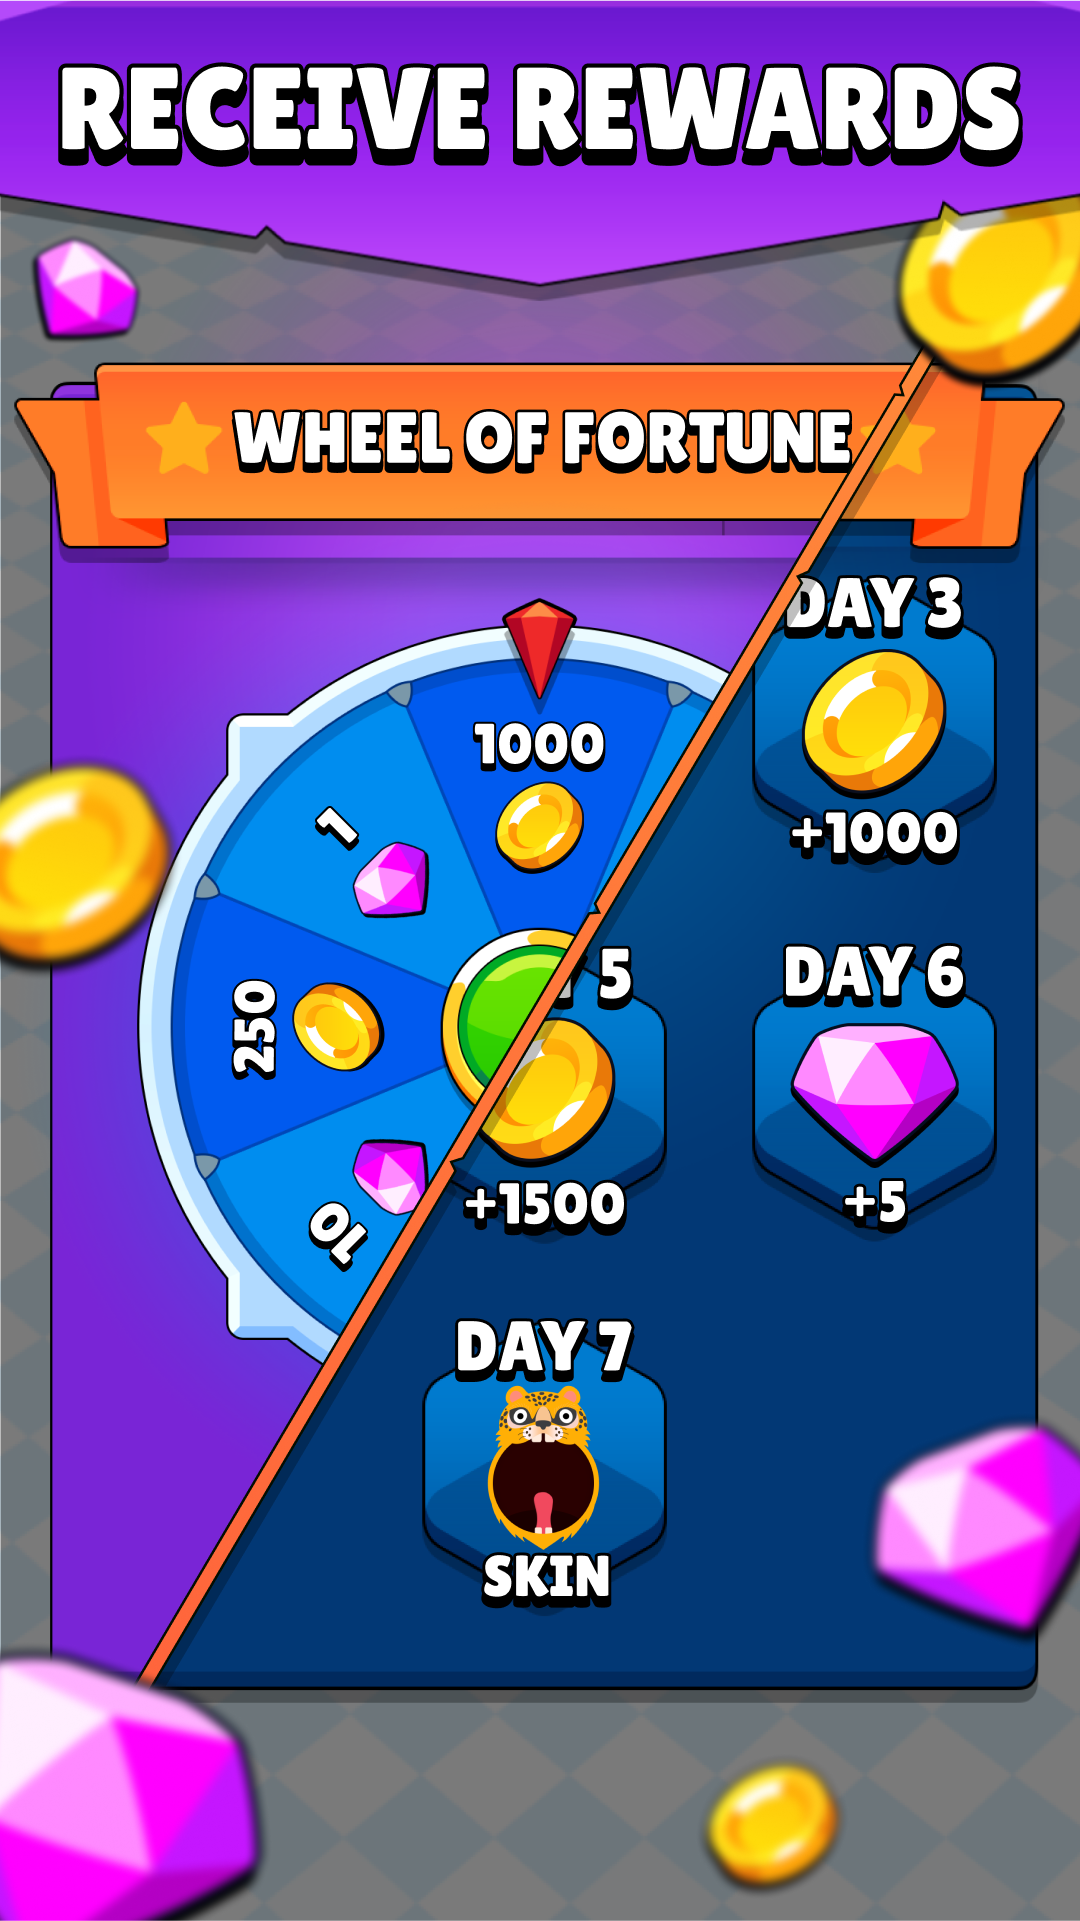 RECEIVE REWARDS
WHEEL OF FORTUNE
DAY 3
1000
+1000
1
250
10
5
+1500
DAY 6
+5
DAY 7
SKIN